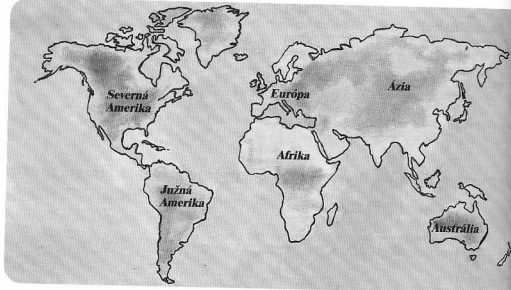 Severná
Amerika
Európa
Ázia
Afrika
Južná
Amerika
Austrália